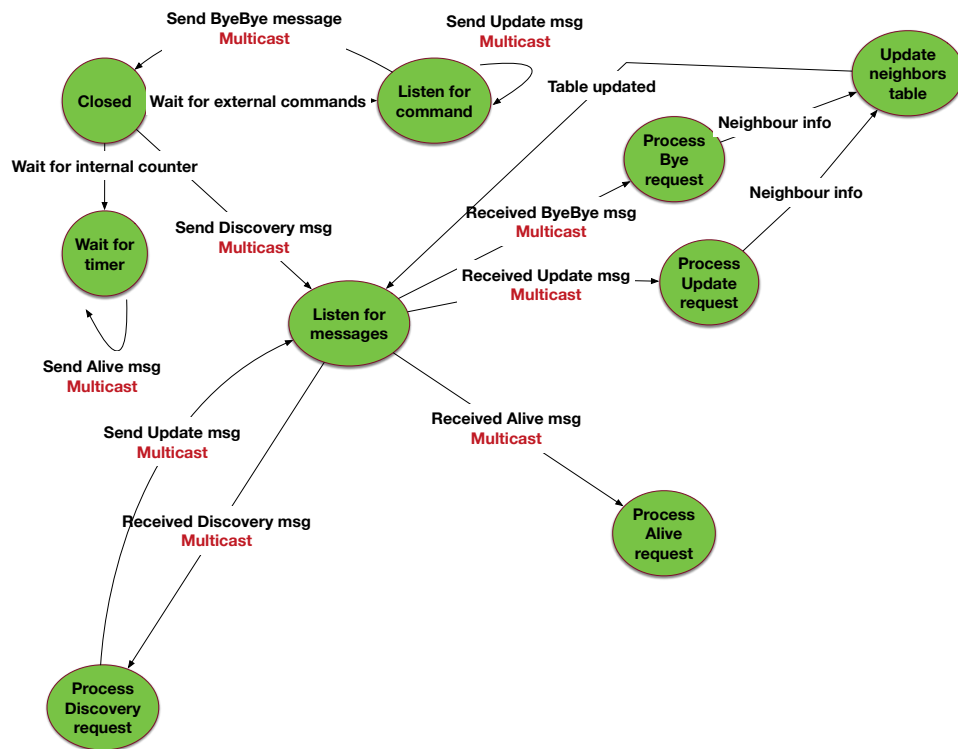 Send ByeBye message
Multicast
Send Update msg
Multicast
Closed
Wait for external commands
Listen for
command
Table updated
Update
neighbors
table
Neighbour info
Process
Bye
request
Wait for internal counter
Neighbour info
Received ByeBye msg
Multicast
Send Discovery msg
Multicast
Wait for
timer
Received Update msg
Multicast
Process
Update
request
Listen for
messages
Send Alive msg
Multicast
Send Update msg
Multicast
Received Alive msg
Multicast
Received Discovery msg
Multicast
Process
Alive
request
Process
Discovery
request